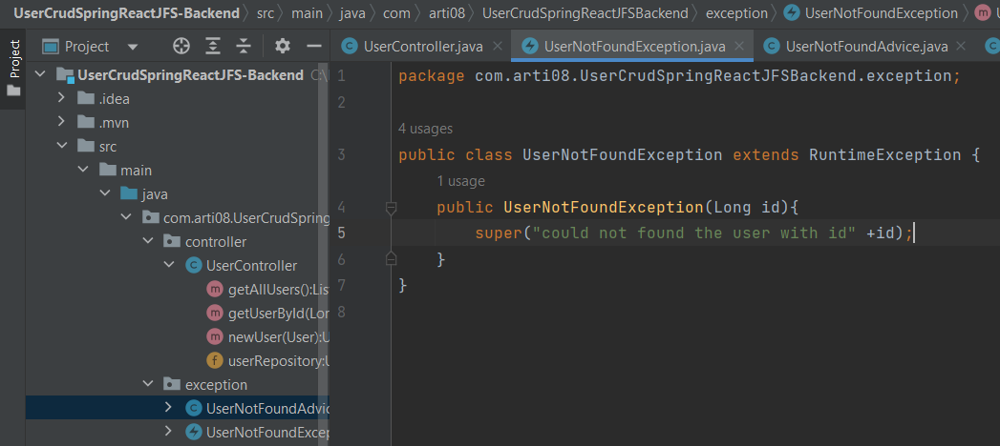 UserCrudSpringReactJFS-Backend 〉 src 〉 main 〉 java 〉 com 〉 arti08 〉 UserCrudSpringReactJFSBackend 〉 exception 〉 UserNotFoundException 〉 m
Project
Project
UserController.java
UserNotFoundException.java
UserNotFoundAdvice.java
UserCrudSpringReactJFS-Backend
.idea
.mvn
src
main
java
com.arti08.UserCrudSpring
controller
C UserController
m getAllUsers():Lis
m getUserById(Lon
m newUser(User):U
f userRepository:U
exception
C UserNotFoundAdvic
UserNotFoundExcep
1 package com.arti08.UserCrudSpringReactJFSBackend.exception;
2
4 usages
3 public class UserNotFoundException extends RuntimeException {
1 usage
4 public UserNotFoundException(Long id){
5 super("could not found the user with id" +id);
6 }
7 }
8